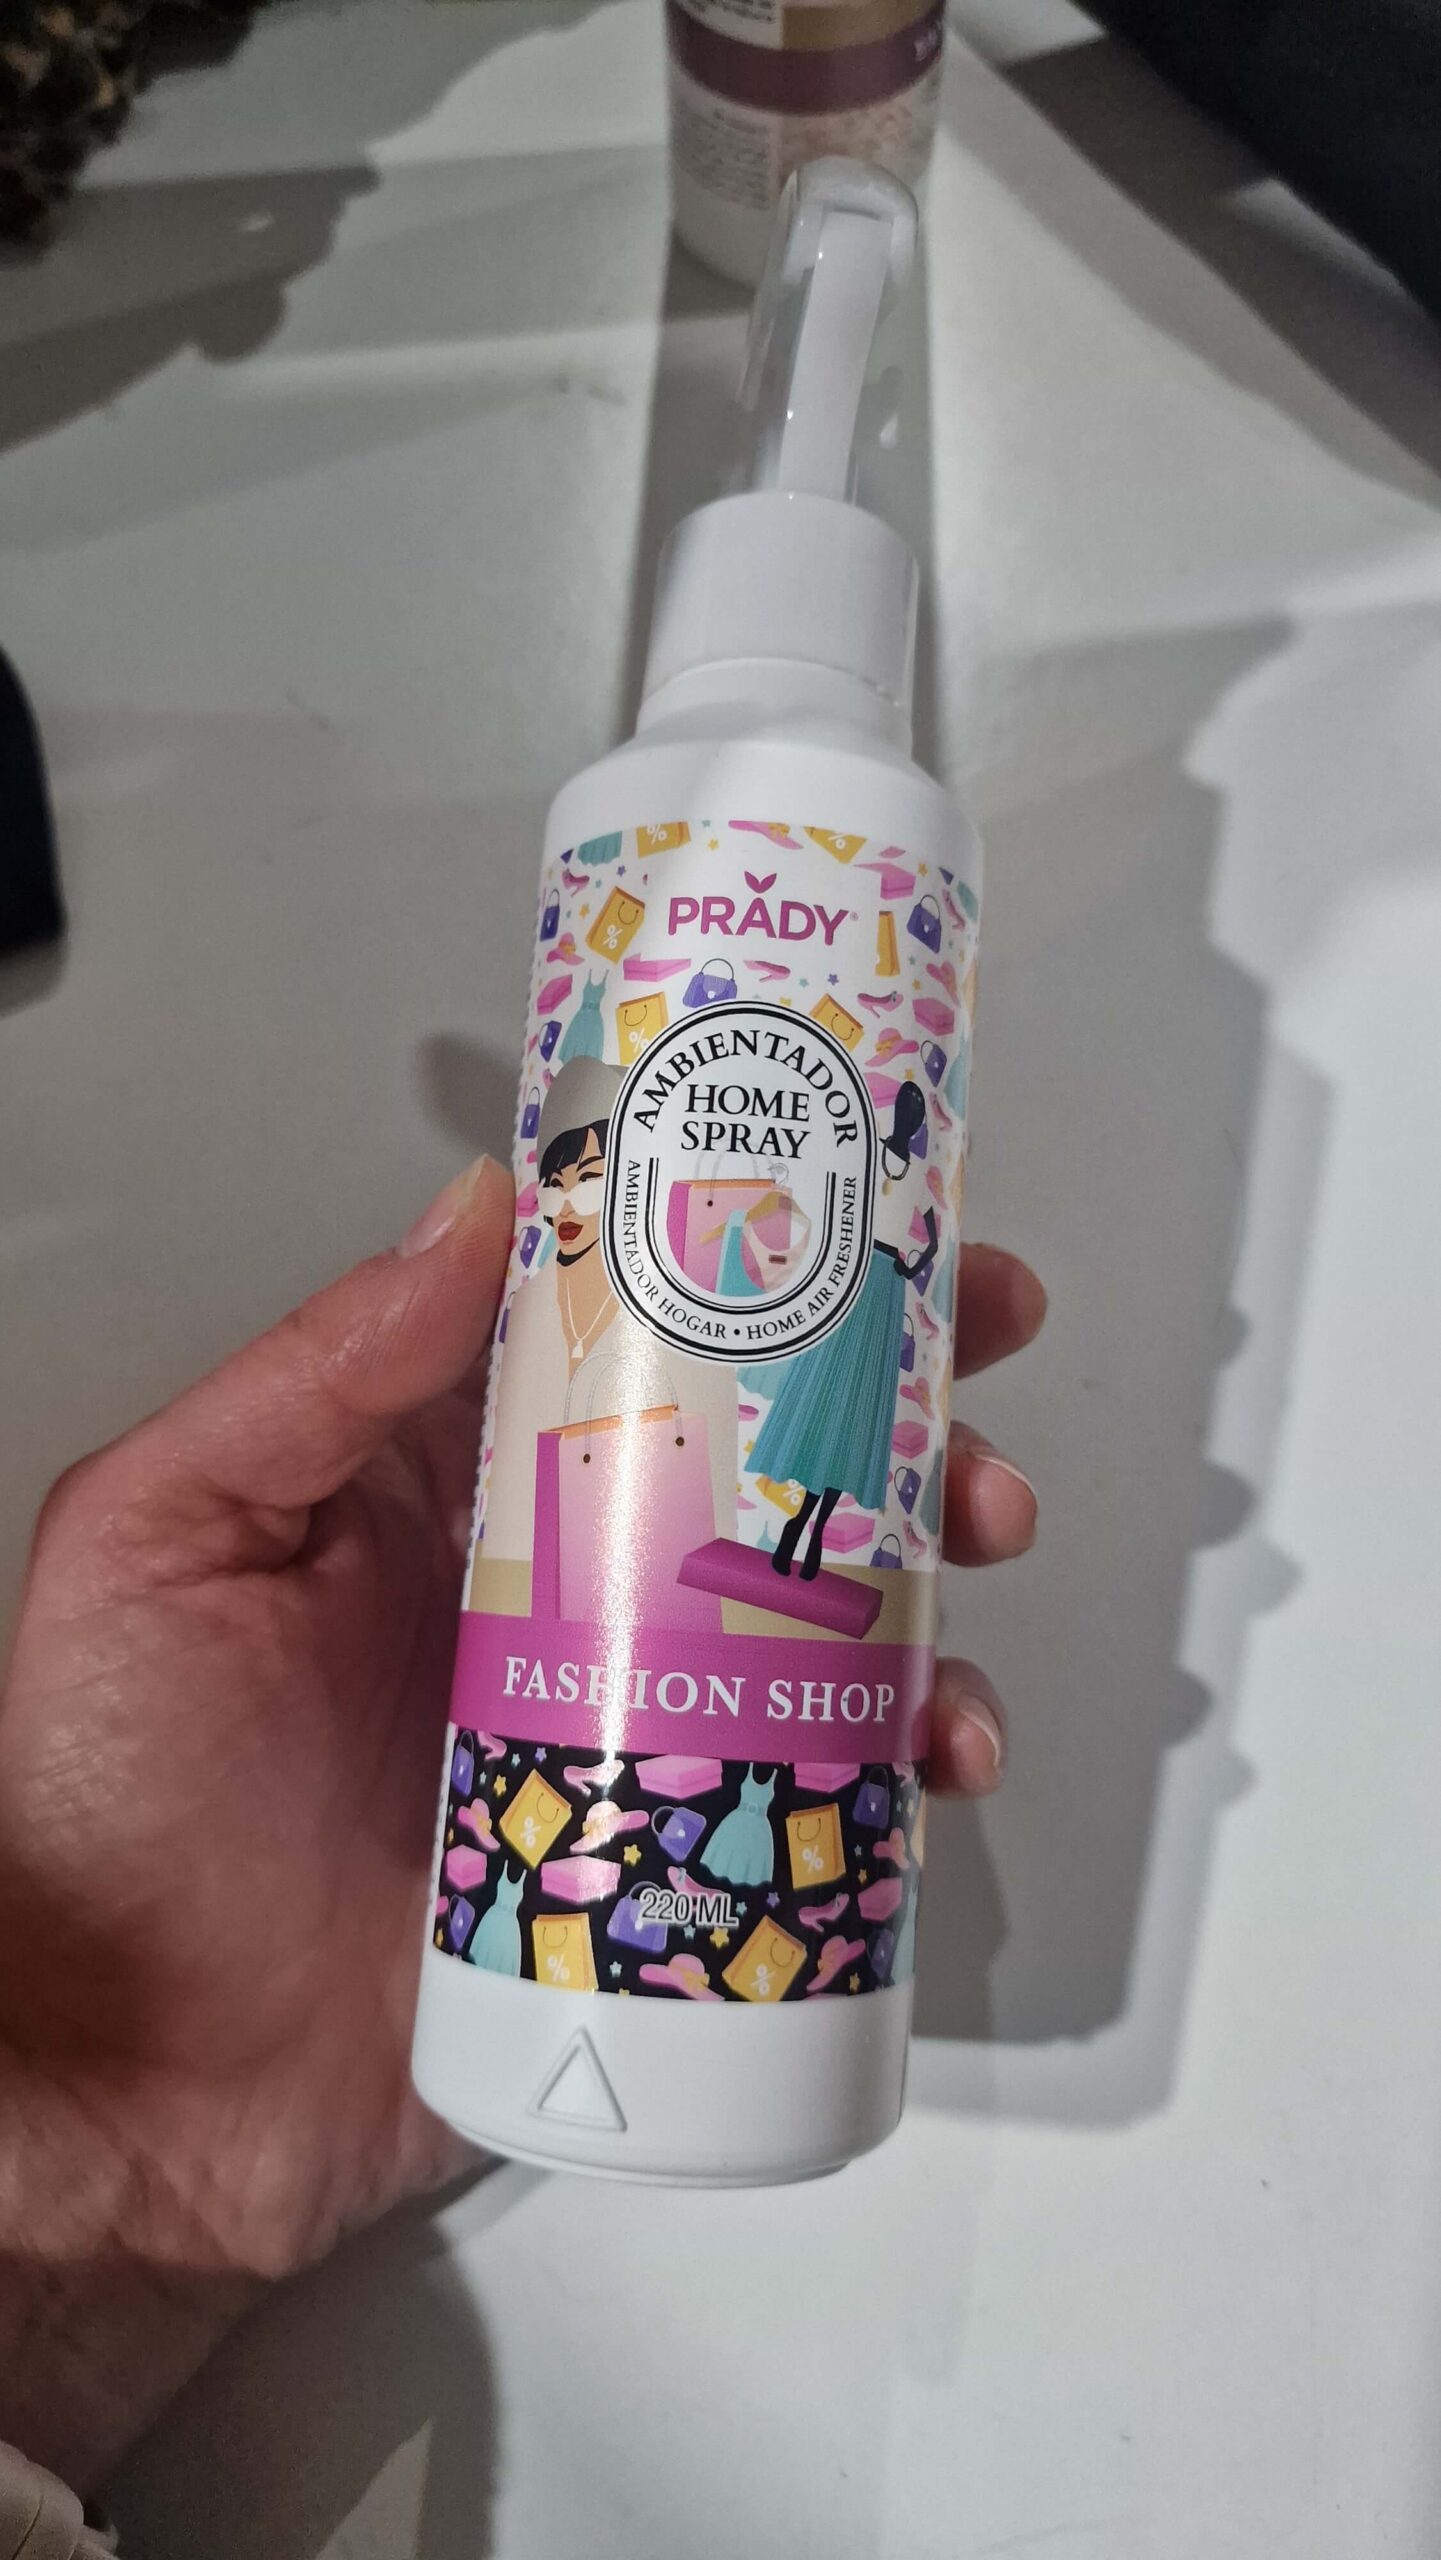 PRADY®
AMBIENTADOR
HOME
SPRAY
AMBIENTADOR HOGAR • HOME AIR FRESHENER
FASHION SHOP
220 ML